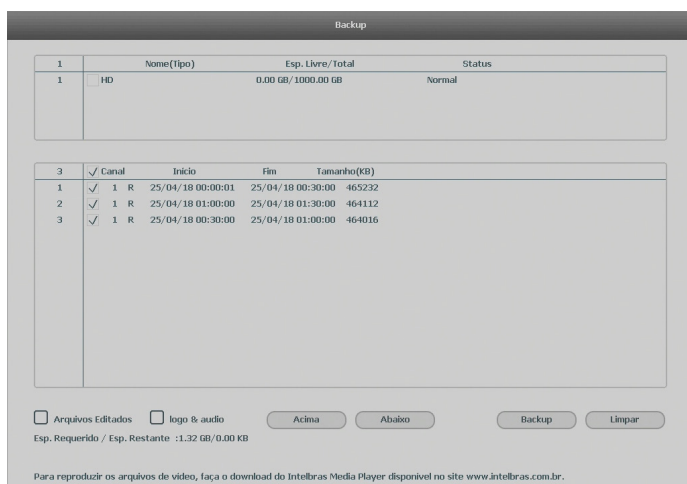 Backup
1 Nome(Tipo) Esp. Livre/Total Status
1 HD 0.00 GB/1000.00 GB Normal
3 Canal Inicio Fim Tamanho(KB)
1 1 R 25/04/18 00:00:01 25/04/18 00:30:00 465232
2 1 R 25/04/18 01:00:00 25/04/18 01:30:00 464112
3 1 R 25/04/18 00:30:00 25/04/18 01:00:00 464016
Arquivos Editados logo & audio Acima Abaixo Backup Limpar
Esp. Requerido / Esp. Restante :1.32 GB/0.00 KB
Para reproduzir os arquivos de video, faça o download do Intelbras Media Player disponivel no site www.intelbras.com.br.